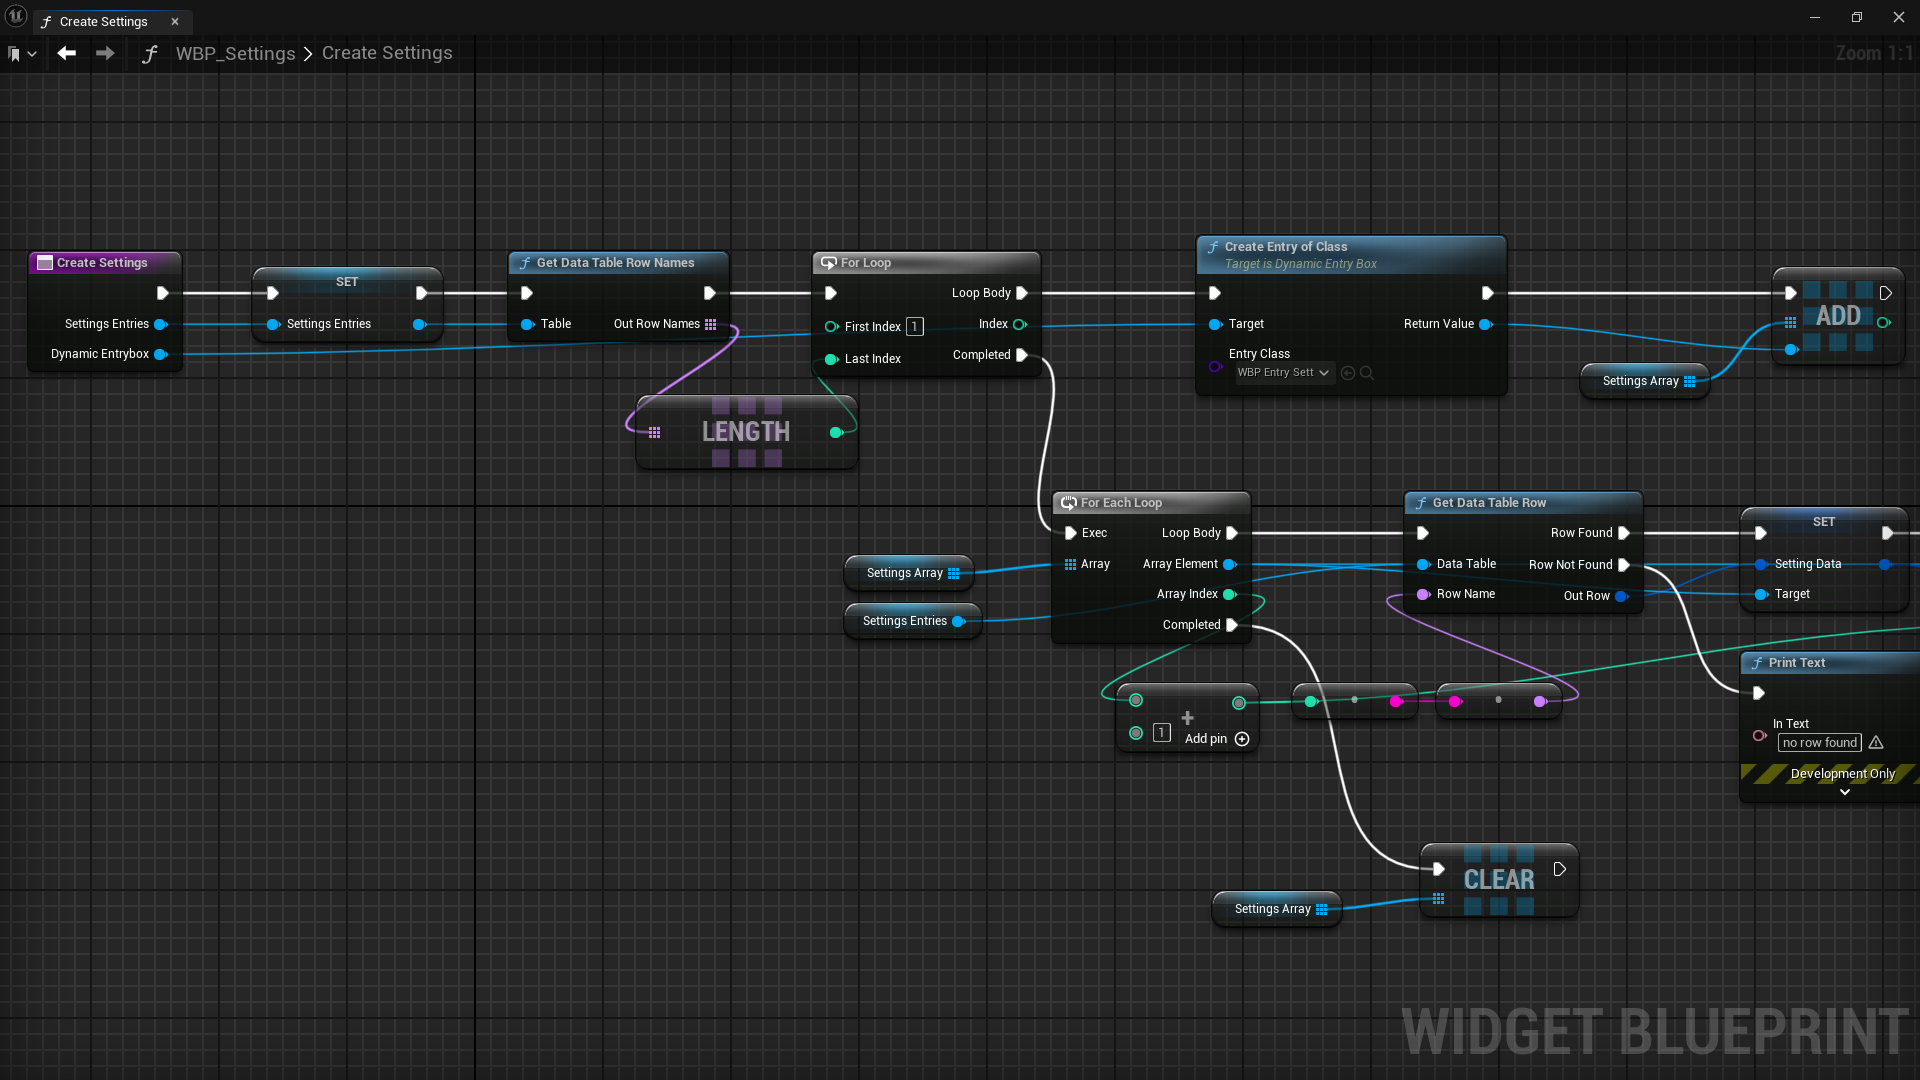 Create Settings
WBP_Settings > Create Settings
Zoom 1:1
Create Settings
Settings Entries
Dynamic Entrybox
SET
Settings Entries
Get Data Table Row Names
Table
Out Row Names
LENGTH
For Loop
Loop Body
First Index 1
Index
Last Index
Completed
Create Entry of Class
Target is Dynamic Entry Box
Target
Return Value
Entry Class
WBP Entry Sett
Settings Array
ADD
For Each Loop
Exec
Loop Body
Array
Array Element
Array Index
Completed
Settings Array
Settings Entries
Get Data Table Row
Row Found
Data Table
Row Not Found
Row Name
Out Row
SET
Setting Data
Target
+
1
Add pin
Print Text
In Text
no row found
Development Only
Settings Array
CLEAR
WIDGET BLUEPRINT